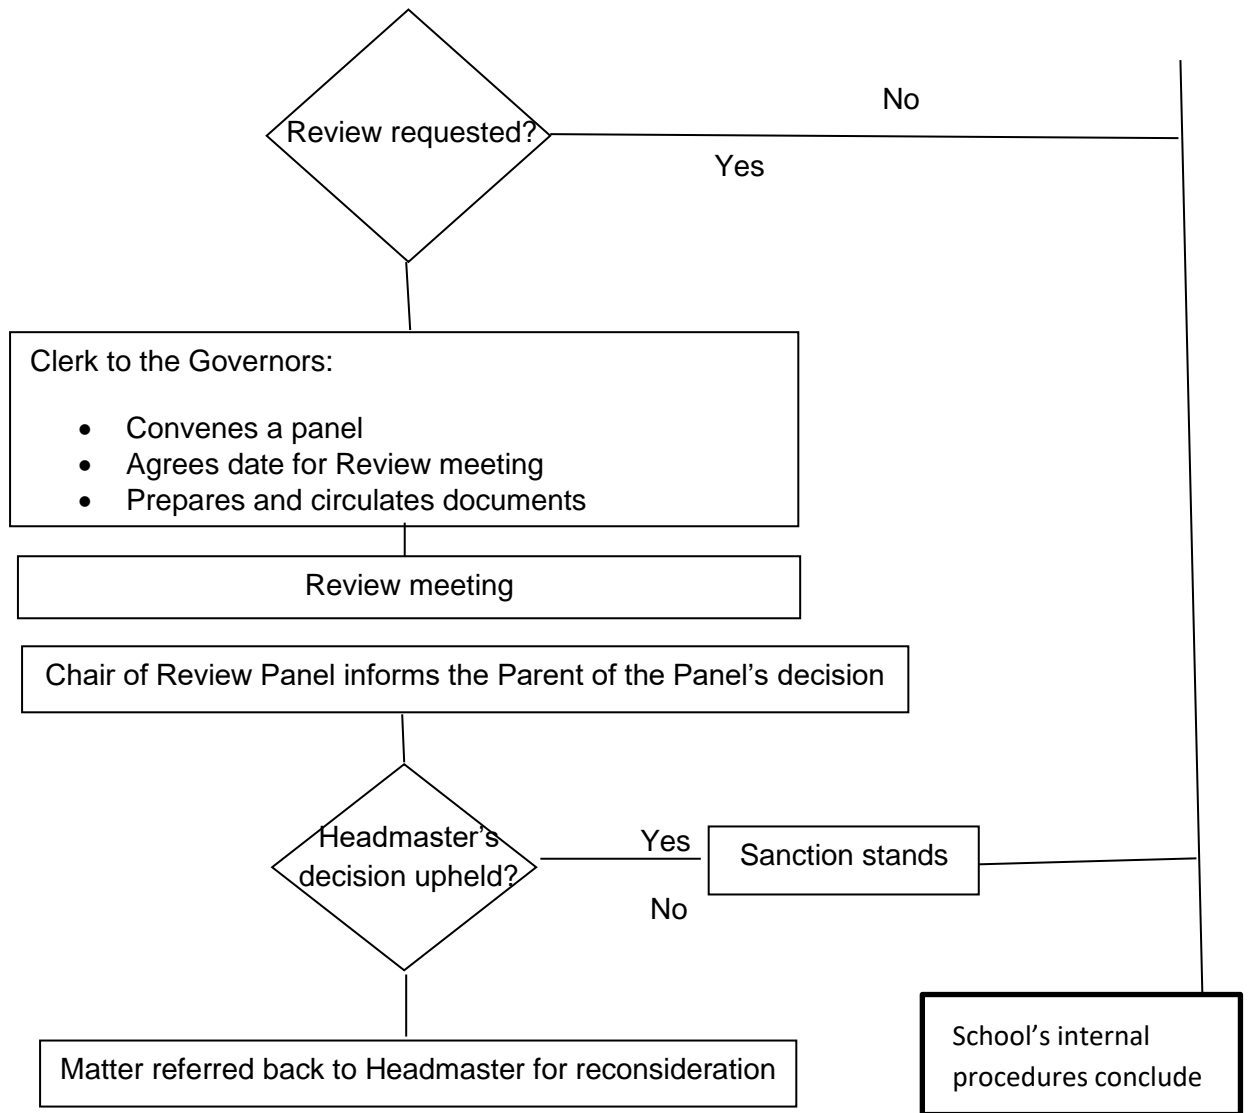 No
Review requested?
Yes
Clerk to the Governors:
• Convenes a panel
• Agrees date for Review meeting
• Prepares and circulates documents
Review meeting
Chair of Review Panel informs the Parent of the Panel’s decision
Headmaster’s
decision upheld?
Yes
Sanction stands
No
Matter referred back to Headmaster for reconsideration
School’s internal
procedures conclude